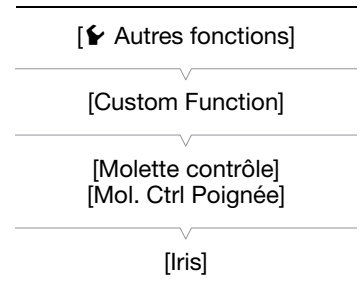 [Autres fonctions]
[Custom Function]
[Molette contrôle]
[Mol. Ctrl Poignée]
[Iris]